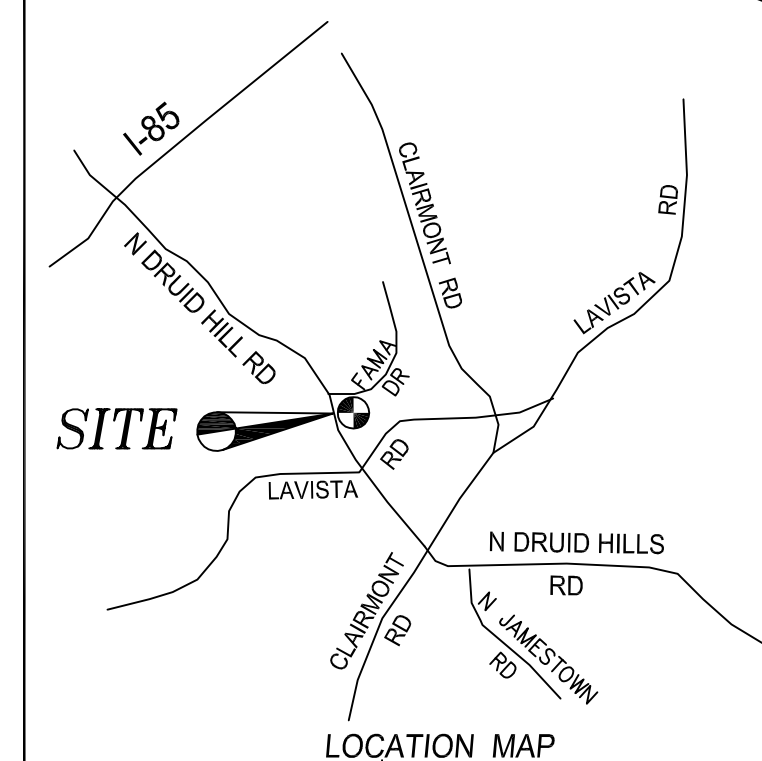 I-85
CLAIRMONT RD
RD
N DRUID HILL RD
LAVISTA
FAMA
DR
SITE
RD
LAVISTA
N DRUID HILLS
RD
CLAIRMONT
RD
N JAMESTOWN
RD
LOCATION MAP